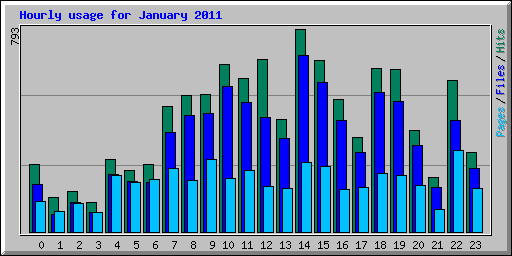 Hourly usage for January 2011
793
Pages/Files/Hits
0 1 2 3 4 5 6 7 8 9 10 11 12 13 14 15 16 17 18 19 20 21 22 23